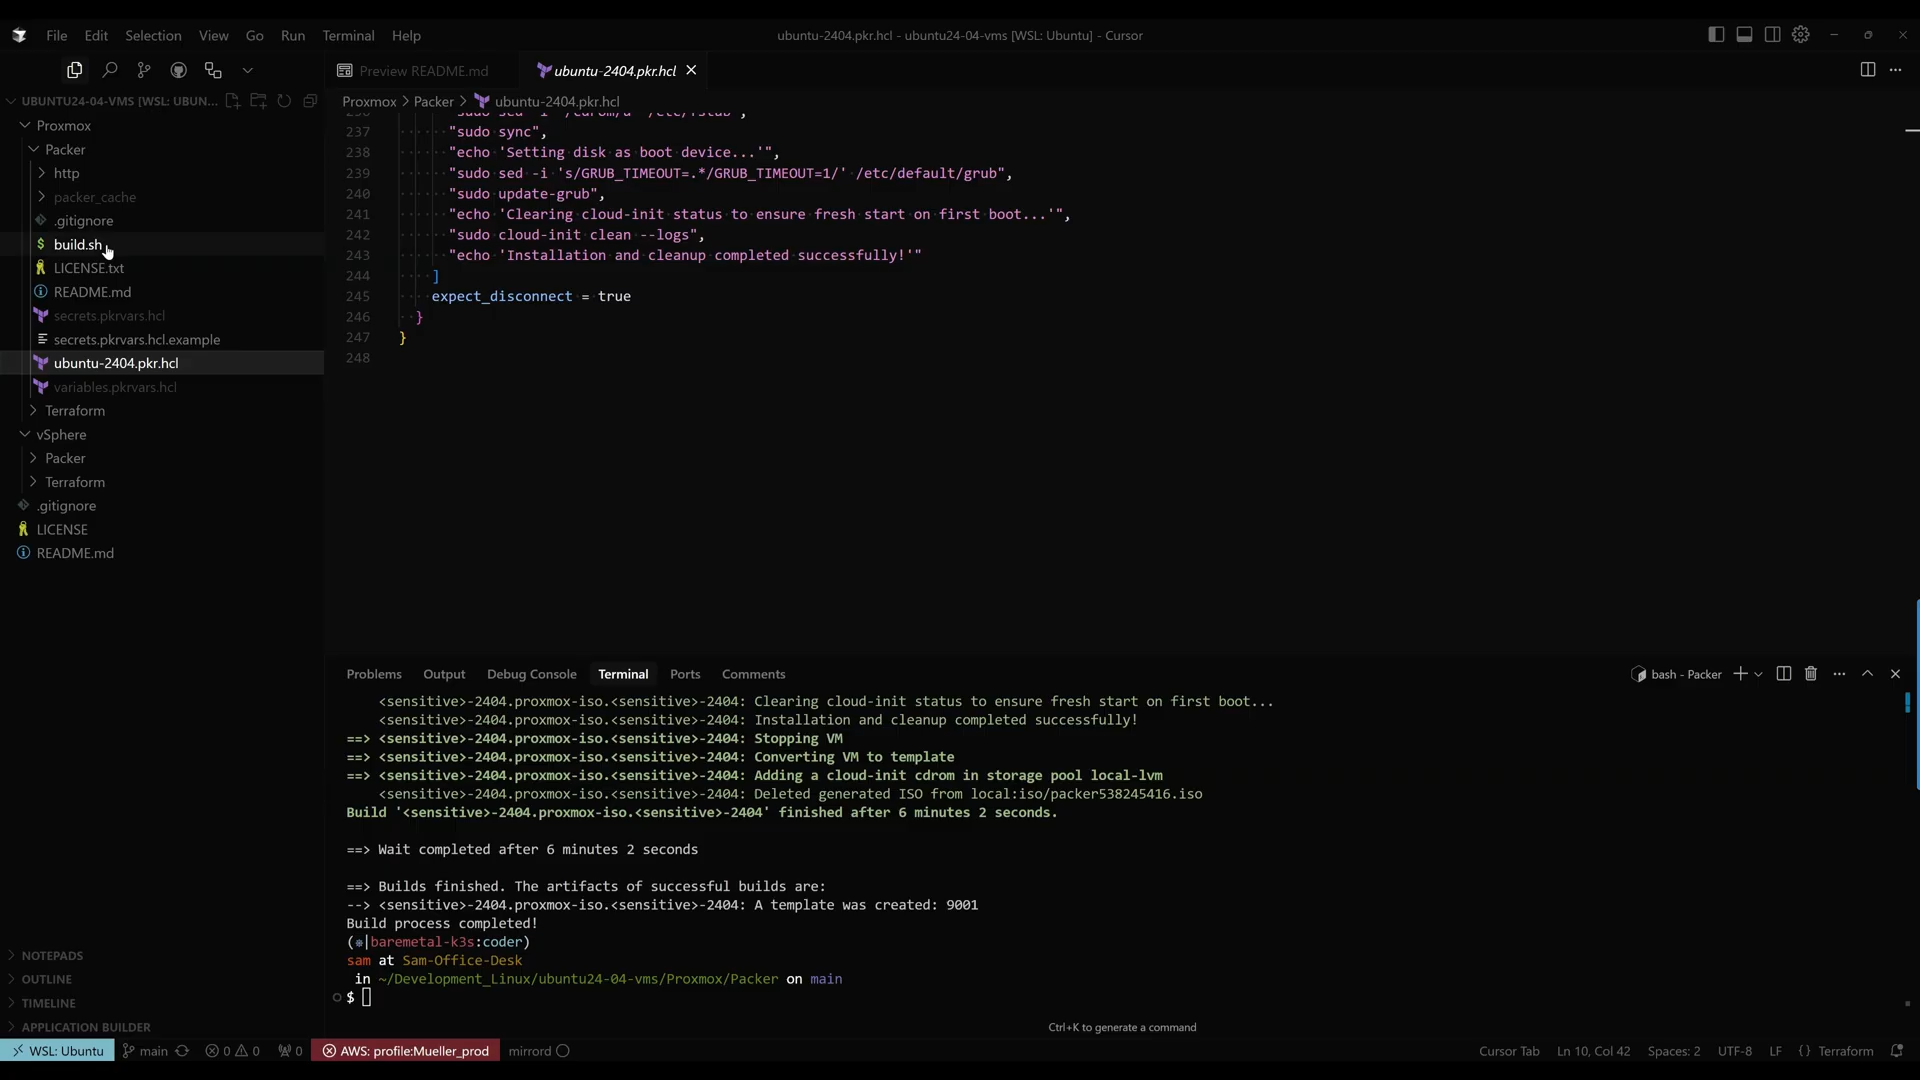 File Edit Selection View Go Run Terminal Help
ubuntu-2404.pkr.hcl - ubuntu24-04-vms [WSL: Ubuntu] - Cursor
UBUNTU24-04-VMS [WSL: UBUN...
Proxmox
Packer
http
packer_cache
.gitignore
$ build.sh
LICENSE.txt
README.md
secrets.pkrvars.hcl
secrets.pkrvars.hcl.example
ubuntu-2404.pkr.hcl
variables.pkrvars.hcl
Terraform
vSphere
Packer
Terraform
.gitignore
LICENSE
README.md
NOTEPADS
OUTLINE
TIMELINE
APPLICATION BUILDER
Preview README.md
ubuntu-2404.pkr.hcl
Proxmox > Packer > ubuntu-2404.pkr.hcl
237 "sudo sync",
238 "echo 'Setting disk as boot device...'",
239 "sudo sed -i 's/GRUB_TIMEOUT=.*/GRUB_TIMEOUT=1/' /etc/default/grub",
240 "sudo update-grub",
241 "echo 'Clearing cloud-init status to ensure fresh start on first boot...'",
242 "sudo cloud-init clean --logs",
243 "echo 'Installation and cleanup completed successfully!'"
244 ]
245 expect_disconnect = true
246 }
247 }
248
Problems Output Debug Console Terminal Ports Comments
bash - Packer
<sensitive>-2404.proxmox-iso.<sensitive>-2404: Clearing cloud-init status to ensure fresh start on first boot...
<sensitive>-2404.proxmox-iso.<sensitive>-2404: Installation and cleanup completed successfully!
==> <sensitive>-2404.proxmox-iso.<sensitive>-2404: Stopping VM
==> <sensitive>-2404.proxmox-iso.<sensitive>-2404: Converting VM to template
==> <sensitive>-2404.proxmox-iso.<sensitive>-2404: Adding a cloud-init cdrom in storage pool local-lvm
<sensitive>-2404.proxmox-iso.<sensitive>-2404: Deleted generated ISO from local:iso/packer538245416.iso
Build '<sensitive>-2404.proxmox-iso.<sensitive>-2404' finished after 6 minutes 2 seconds.
==> Wait completed after 6 minutes 2 seconds
==> Builds finished. The artifacts of successful builds are:
--> <sensitive>-2404.proxmox-iso.<sensitive>-2404: A template was created: 9001
Build process completed!
(⎈|baremetal-k3s:coder)
sam at Sam-Office-Desk
in ~/Development_Linux/ubuntu24-04-vms/Proxmox/Packer on main
$
Ctrl+K to generate a command
WSL: Ubuntu main 0 0 0 AWS: profile:Mueller_prod mirrord
Cursor Tab Ln 10, Col 42 Spaces: 2 UTF-8 LF {} Terraform